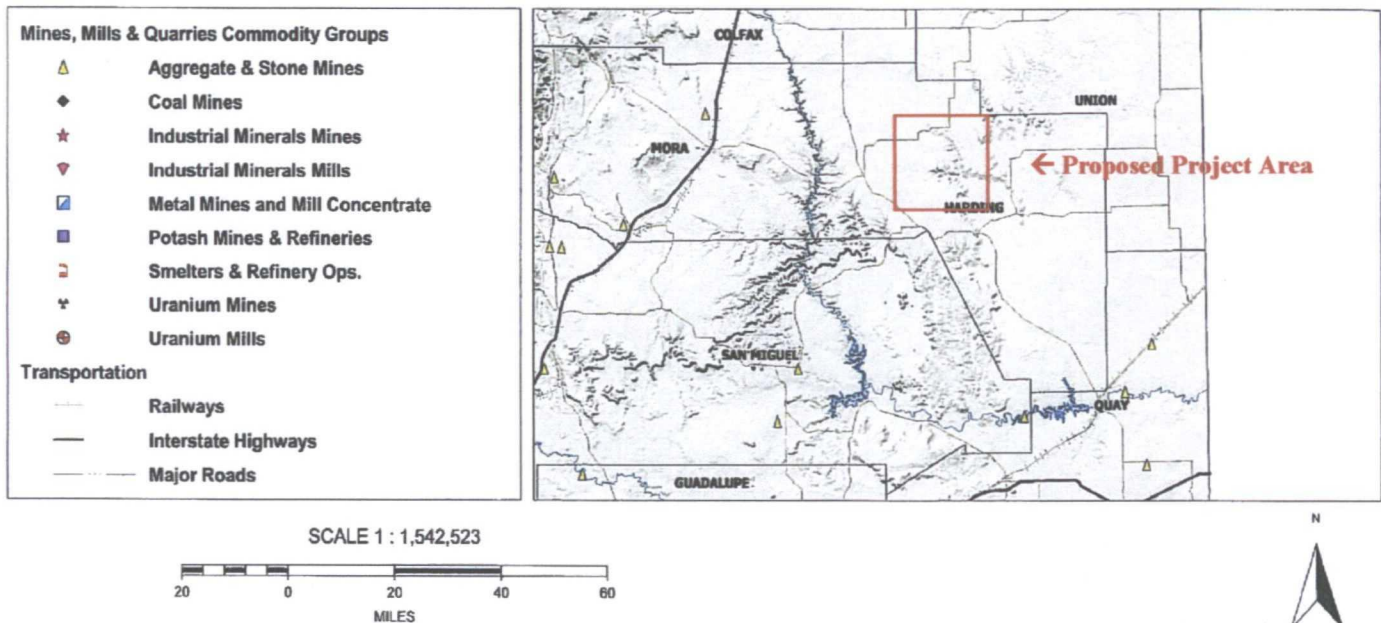 Mines, Mills & Quarries Commodity Groups
Aggregate & Stone Mines
Coal Mines
Industrial Minerals Mines
Industrial Minerals Mills
Metal Mines and Mill Concentrate
Potash Mines & Refineries
Smelters & Refinery Ops.
Uranium Mines
Uranium Mills
Transportation
Railways
Interstate Highways
Major Roads
COLFAX
UNION
MORA
← Proposed Project Area
HARDING
SAN MIGUEL
QUAY
GUADALUPE
SCALE 1 : 1,542,523
20 0 20 40 60
MILES
N